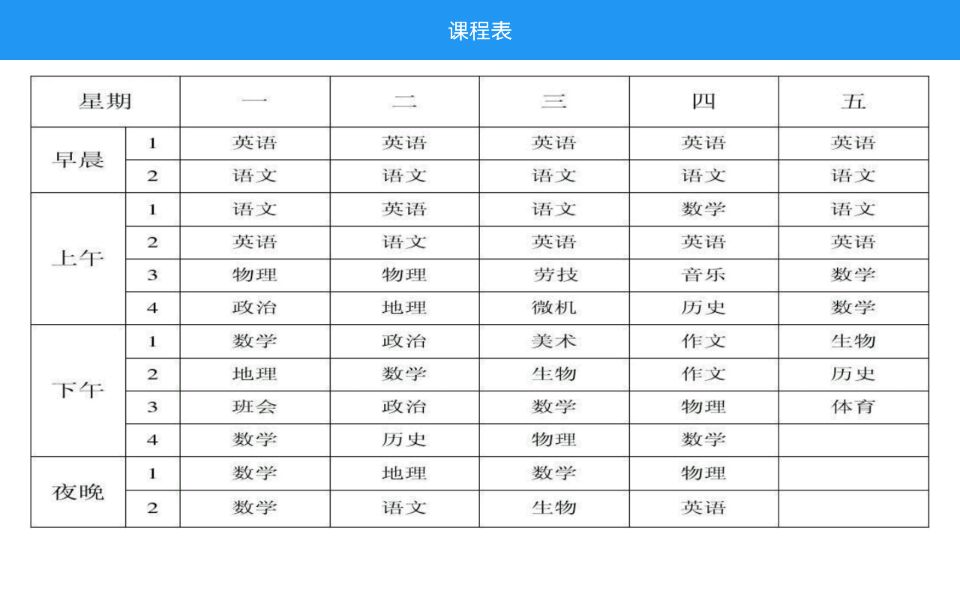 课程表
星期 一 二 三 四 五
早晨 1 英语 英语 英语 英语 英语
2 语文 语文 语文 语文 语文
上午 1 语文 英语 语文 数学 语文
2 英语 语文 英语 英语 英语
3 物理 物理 劳技 音乐 数学
4 政治 地理 微机 历史 数学
下午 1 数学 政治 美术 作文 生物
2 地理 数学 生物 作文 历史
3 班会 政治 数学 物理 体育
4 数学 历史 物理 数学
夜晚 1 数学 地理 数学 物理
2 数学 语文 生物 英语